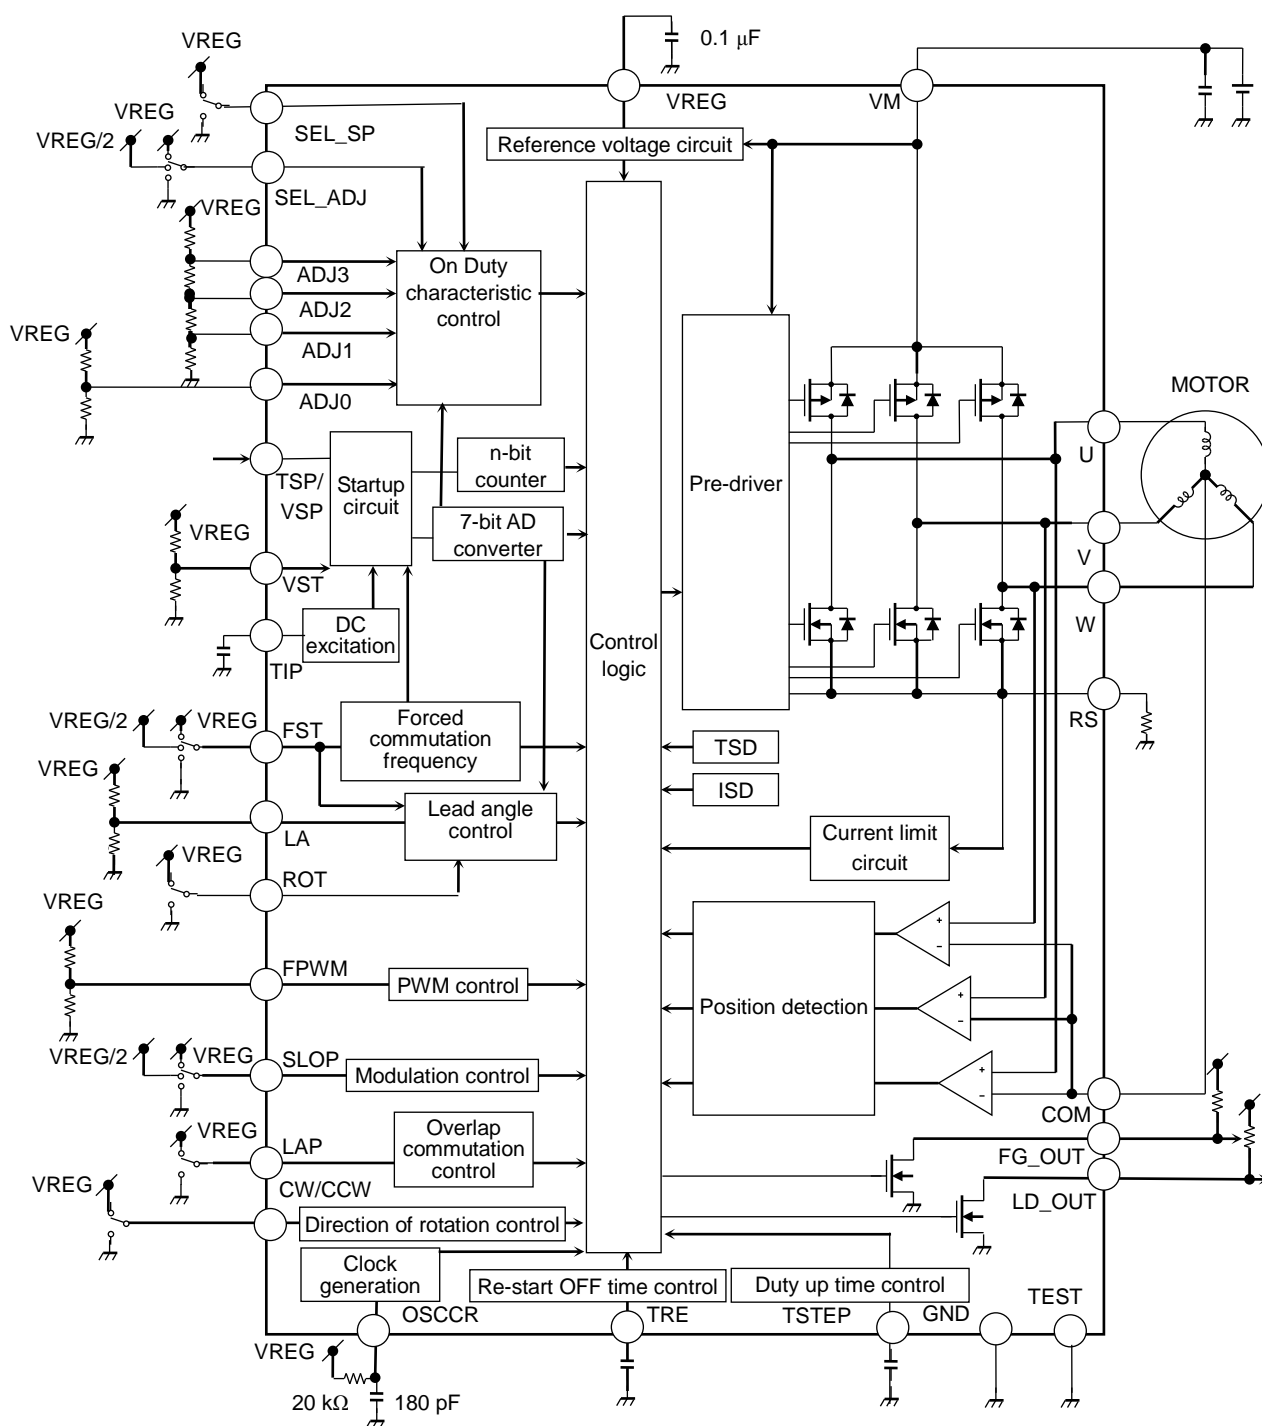 VREG
0.1 μF
VREG
VM
VREG
VREG/2
SEL_SP
Reference voltage circuit
SEL_ADJ
VREG
ADJ3
On Duty
characteristic
control
ADJ2
VREG
ADJ1
ADJ0
MOTOR
U
TSP/
VSP
Startup
circuit
n-bit
counter
Pre-driver
7-bit AD
converter
VREG
VST
V
W
DC
excitation
TIP
Control
logic
VREG/2
VREG
FST
Forced
commutation
frequency
RS
TSD
ISD
VREG
LA
Lead angle
control
Current limit
circuit
VREG
ROT
VREG
FPWM
PWM control
+
−
+
−
+
−
Position detection
VREG/2
VREG
SLOP
Modulation control
COM
VREG
LAP
Overlap
commutation
control
FG_OUT
VREG
CW/CCW
LD_OUT
Direction of rotation control
Clock
generation
Re-start OFF time control
Duty up time control
OSCCR
TRE
TSTEP
GND
TEST
VREG
20 kΩ
180 pF